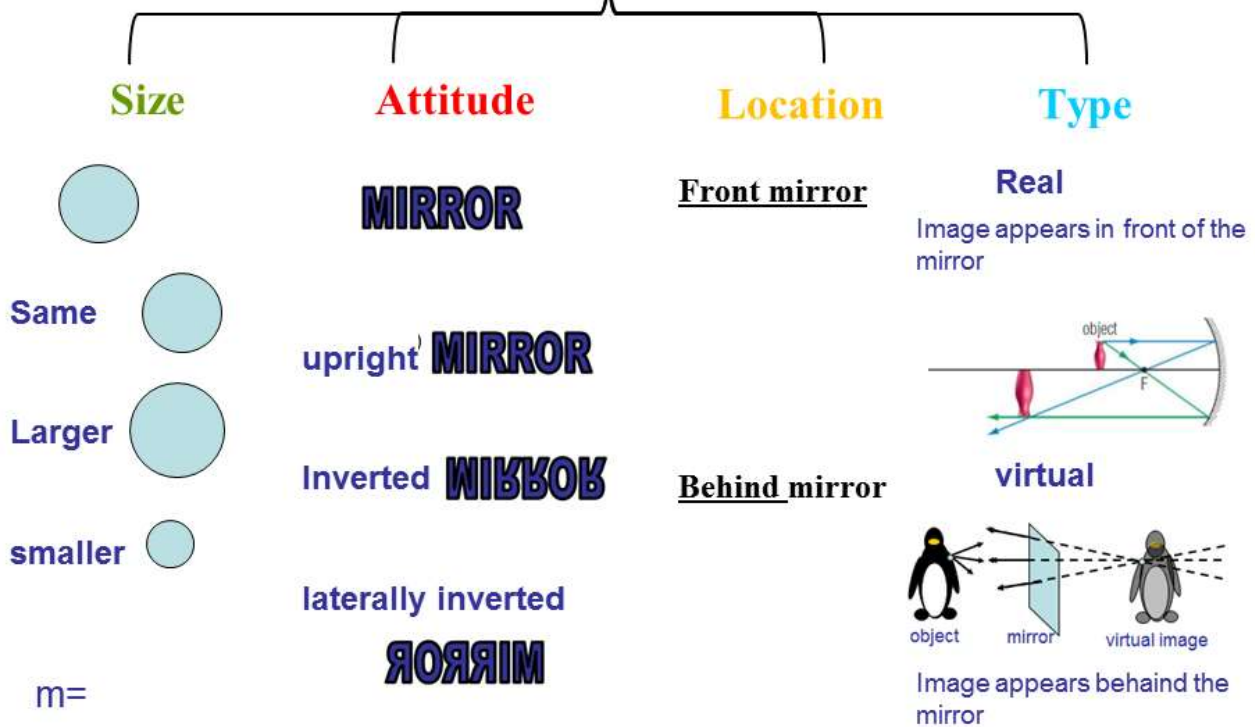 Size
Attitude
Location
Type
MIRROR
Same
upright) MIRROR
Larger
Inverted MIRROR
smaller
laterally inverted
MIRROR
m=
Front mirror
Behind mirror
Real
Image appears in front of the
mirror
object
F
virtual
object
mirror
virtual image
Image appears behaind the
mirror